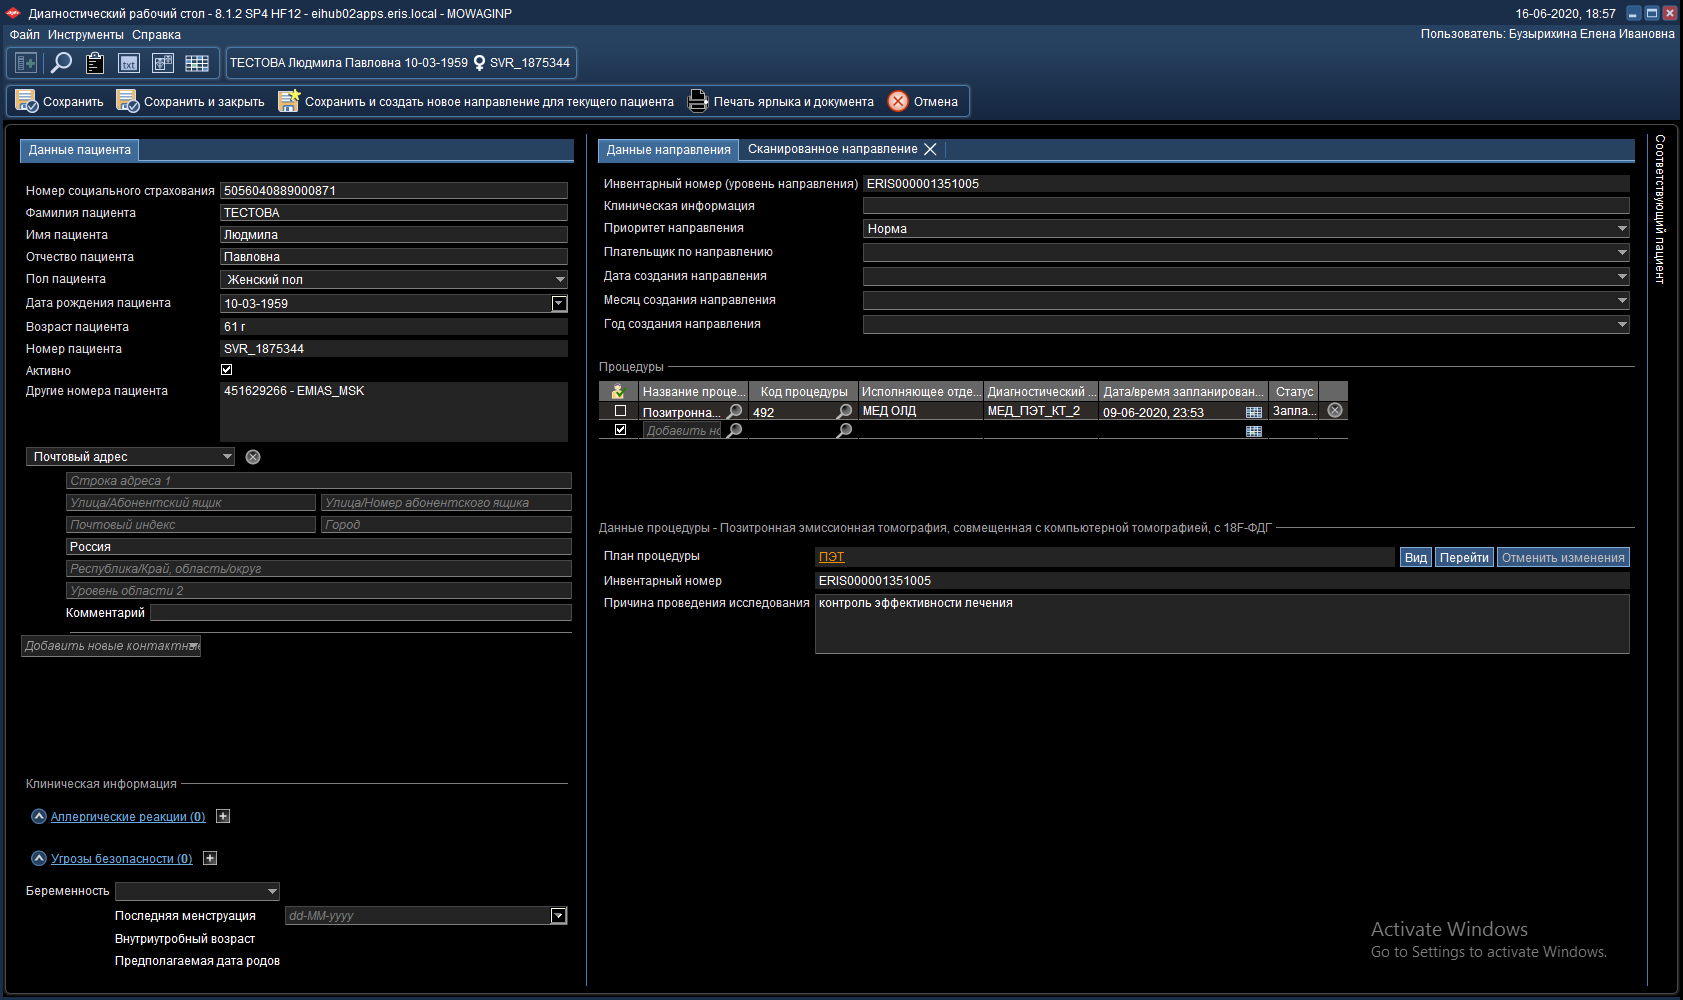 Диагностический рабочий стол - 8.1.2 SP4 HF12 - eihub02apps.eris.local - MOWAGINP
16-06-2020, 18:57
Файл Инструменты Справка
Пользователь: Бузырихина Елена Ивановна
txt
ТЕСТОВА Людмила Павловна 10-03-1959 SVR_1875344
Сохранить
Сохранить и закрыть
Сохранить и создать новое направление для текущего пациента
Печать ярлыка и документа
Отмена
Данные пациента
Номер социального страхования 5056040889000871
Фамилия пациента ТЕСТОВА
Имя пациента Людмила
Отчество пациента Павловна
Пол пациента Женский пол
Дата рождения пациента 10-03-1959
Возраст пациента 61 г
Номер пациента SVR_1875344
Активно
Другие номера пациента 451629266 - EMIAS_MSK
Почтовый адрес
Строка адреса 1
Улица/Абонентский ящик Улица/Номер абонентского ящика
Почтовый индекс Город
Россия
Республика/Край, область/округ
Уровень области 2
Комментарий
Добавить новые контактные
Клиническая информация
Аллергические реакции (0)
Угрозы безопасности (0)
Беременность
Последняя менструация dd-MM-yyyy
Внутриутробный возраст
Предполагаемая дата родов
Данные направления Сканированное направление
Инвентарный номер (уровень направления) ERIS000001351005
Клиническая информация
Приоритет направления Норма
Плательщик по направлению
Дата создания направления
Месяц создания направления
Год создания направления
Процедуры
Название проце... Код процедуры Исполняющее отде... Диагностический ... Дата/время запланирован... Статус
Позитронна... 492 МЕД ОЛД МЕД_ПЭТ_КТ_2 09-06-2020, 23:53 Запла...
Добавить но
Данные процедуры - Позитронная эмиссионная томография, совмещенная с компьютерной томографией, с 18F-ФДГ
План процедуры ПЭТ Вид Перейти Отменить изменения
Инвентарный номер ERIS000001351005
Причина проведения исследования контроль эффективности лечения
Соответствующий пациент
Activate Windows
Go to Settings to activate Windows.